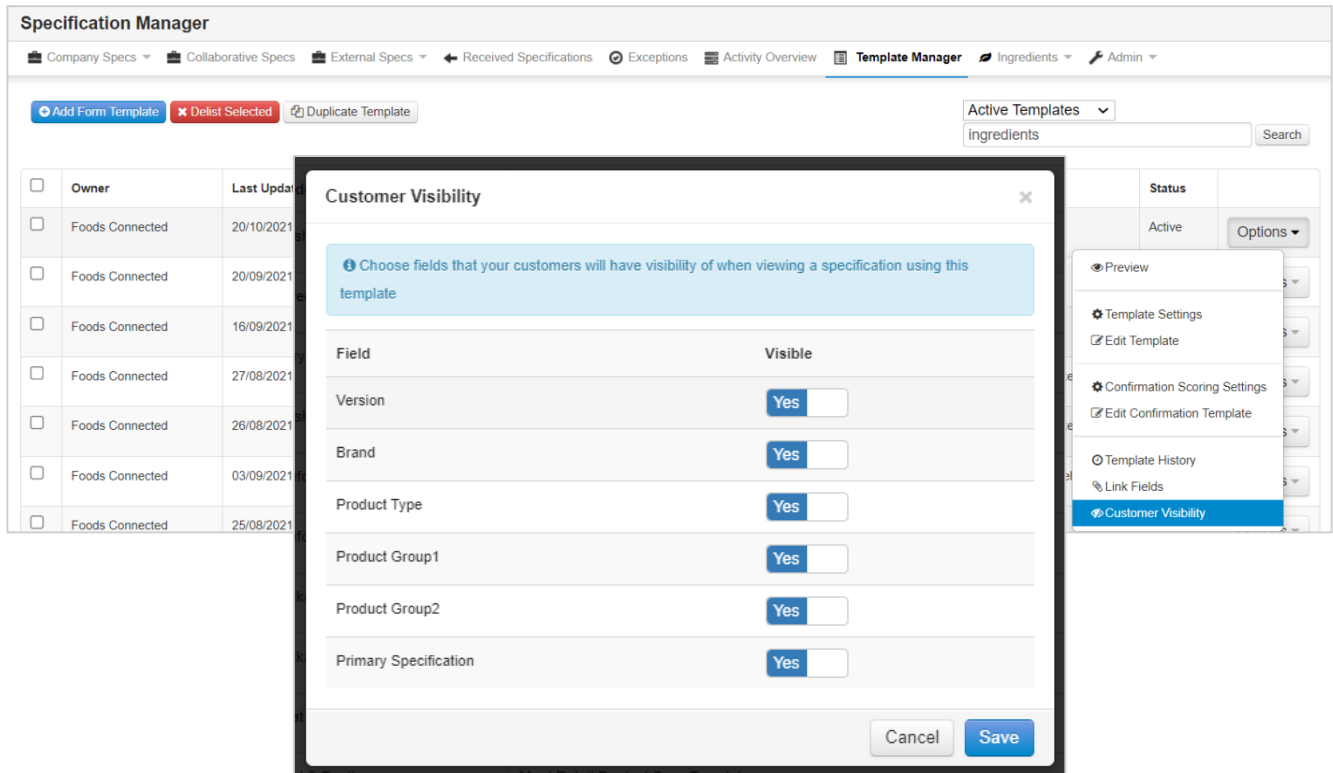 Specification Manager
Company Specs Collaborative Specs External Specs Received Specifications Exceptions Activity Overview Template Manager Ingredients Admin
Add Form Template Delist Selected Duplicate Template
Active Templates
ingredients Search
Owner Last Updat Status
Foods Connected 20/10/2021 Active Options
Foods Connected 20/09/2021
Foods Connected 16/09/2021
Foods Connected 27/08/2021
Foods Connected 26/08/2021
Foods Connected 03/09/2021
Foods Connected 25/08/2021
Customer Visibility
Choose fields that your customers will have visibility of when viewing a specification using this
template
Field Visible
Version Yes
Brand Yes
Product Type Yes
Product Group1 Yes
Product Group2 Yes
Primary Specification Yes
Cancel Save
Preview
Template Settings
Edit Template
Confirmation Scoring Settings
Edit Confirmation Template
Template History
Link Fields
Customer Visibility